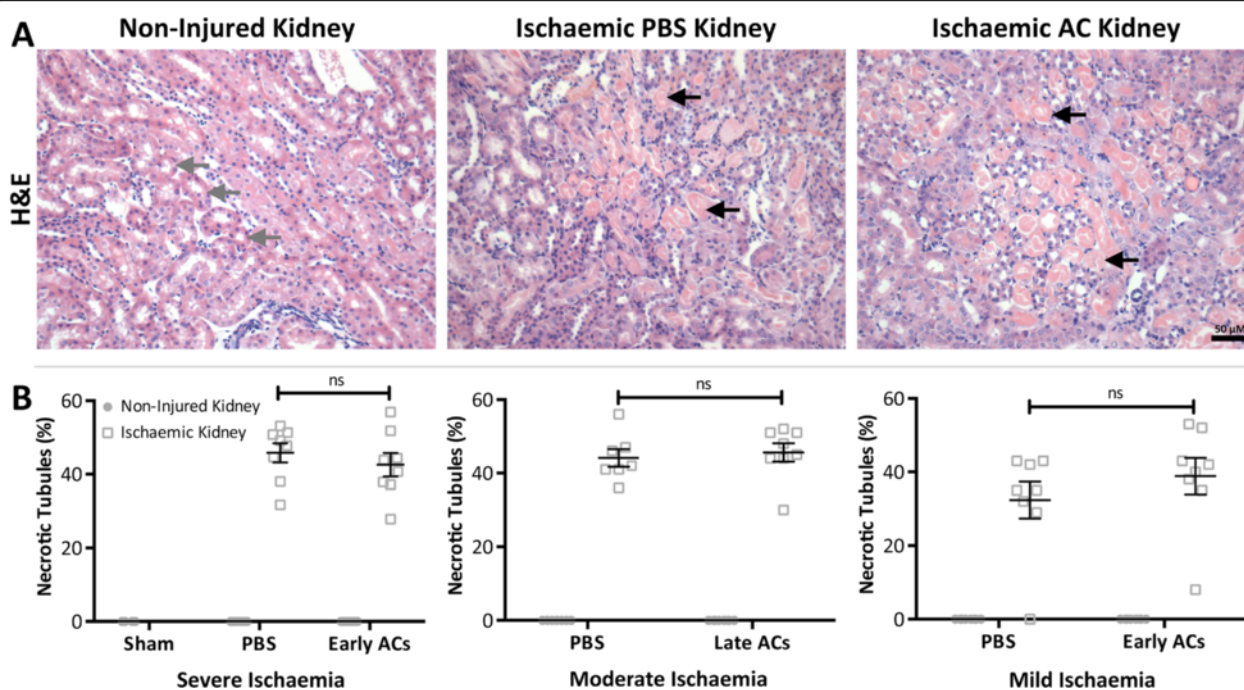 A
Non-Injured Kidney
Ischaemic PBS Kidney
Ischaemic AC Kidney
H&E
50 µM
B
Necrotic Tubules (%)
60
40
20
0
Non-Injured Kidney
Ischaemic Kidney
ns
Sham
PBS
Early ACs
Severe Ischaemia
Necrotic Tubules (%)
60
40
20
0
ns
PBS
Late ACs
Moderate Ischaemia
Necrotic Tubules (%)
60
40
20
0
ns
PBS
Early ACs
Mild Ischaemia